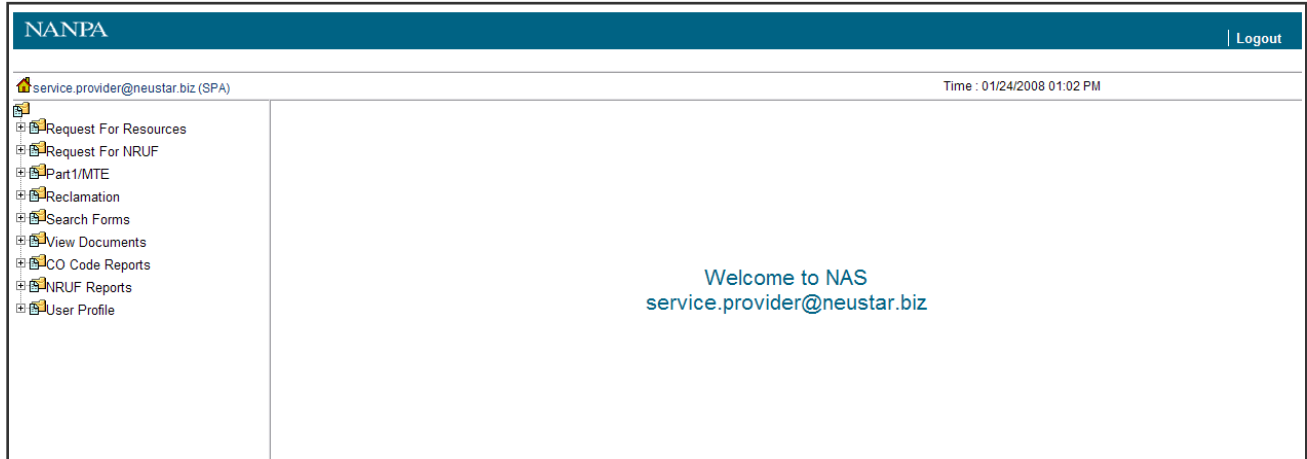 NANPA
Logout
service.provider@neustar.biz (SPA)
Time : 01/24/2008 01:02 PM
Request For Resources
Request For NRUF
Part1/MTE
Reclamation
Search Forms
View Documents
CO Code Reports
NRUF Reports
User Profile
Welcome to NAS
service.provider@neustar.biz